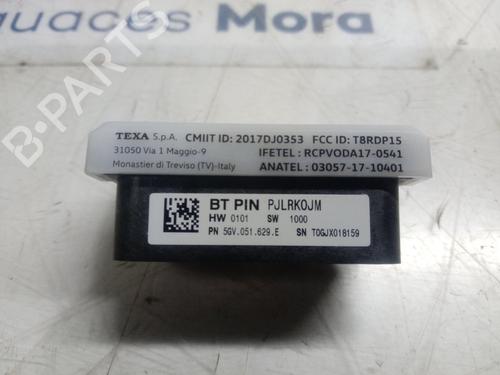 uaces Mora
TEXA S.p.A. CMIIT ID: 2017DJ0353 FCC ID: T8RDP15
31050 Via 1 Maggio-9 IFETEL : RCPVODA17-0541
Monastier di Treviso (TV)-Italy ANATEL : 03057-17-10401
BT PIN PJLRKOJM
HW 0101 SW 1000
PN 5GV.051.629.E SN T0GJX018159
B-PARTS